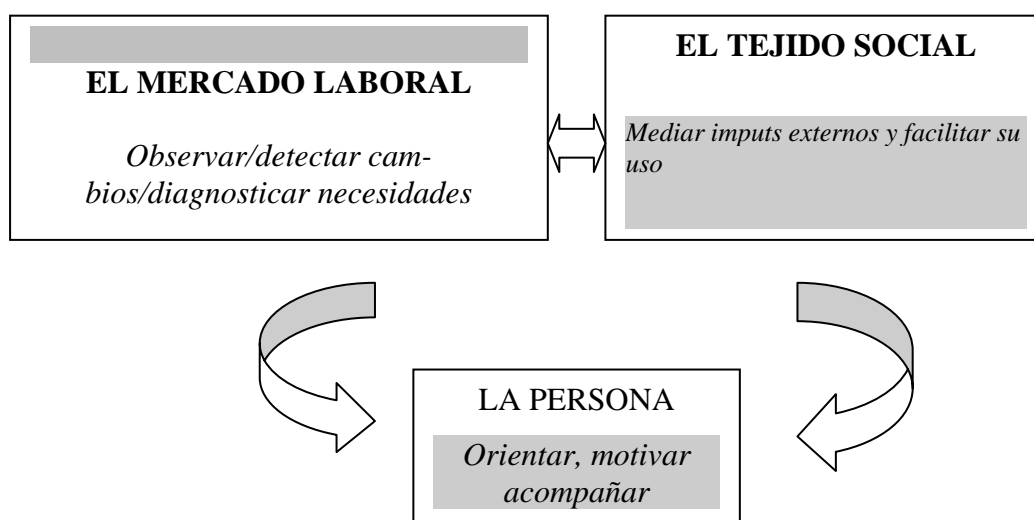 EL MERCADO LABORAL
Observar/detectar cam-
bios/diagnosticar necesidades
EL TEJIDO SOCIAL
Mediar imputs externos y facilitar su
uso
LA PERSONA
Orientar, motivar
acompañar